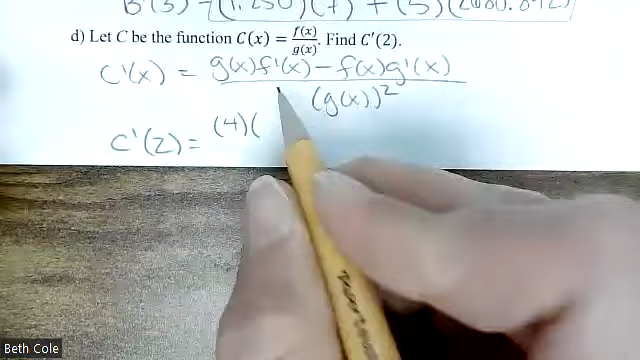 d) Let C be the function C(x) = f(x)/g(x). Find C'(2).
C'(x) = g(x)f'(x) - f(x)g'(x)
(g(x))²
C'(2) = (4)(
Beth Cole